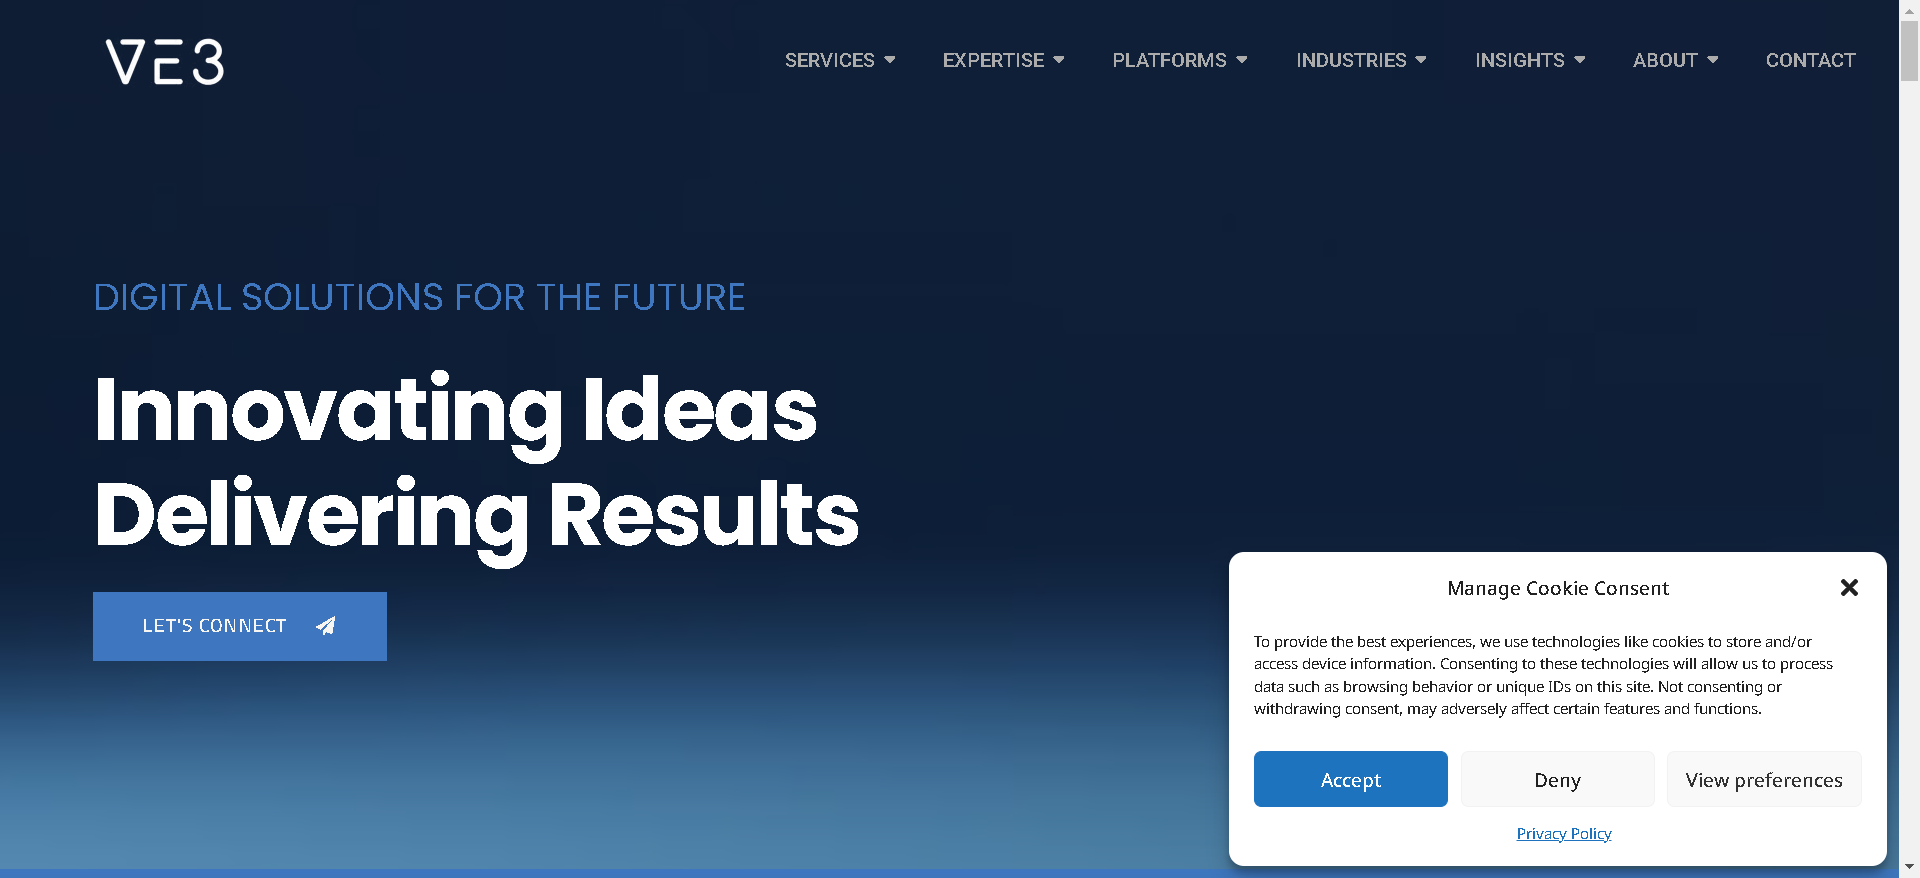 VE3
SERVICES
EXPERTISE
PLATFORMS
INDUSTRIES
INSIGHTS
ABOUT
CONTACT
DIGITAL SOLUTIONS FOR THE FUTURE
Innovating Ideas
Delivering Results
LET'S CONNECT
Manage Cookie Consent
To provide the best experiences, we use technologies like cookies to store and/or
access device information. Consenting to these technologies will allow us to process
data such as browsing behavior or unique IDs on this site. Not consenting or
withdrawing consent, may adversely affect certain features and functions.
Accept
Deny
View preferences
Privacy Policy